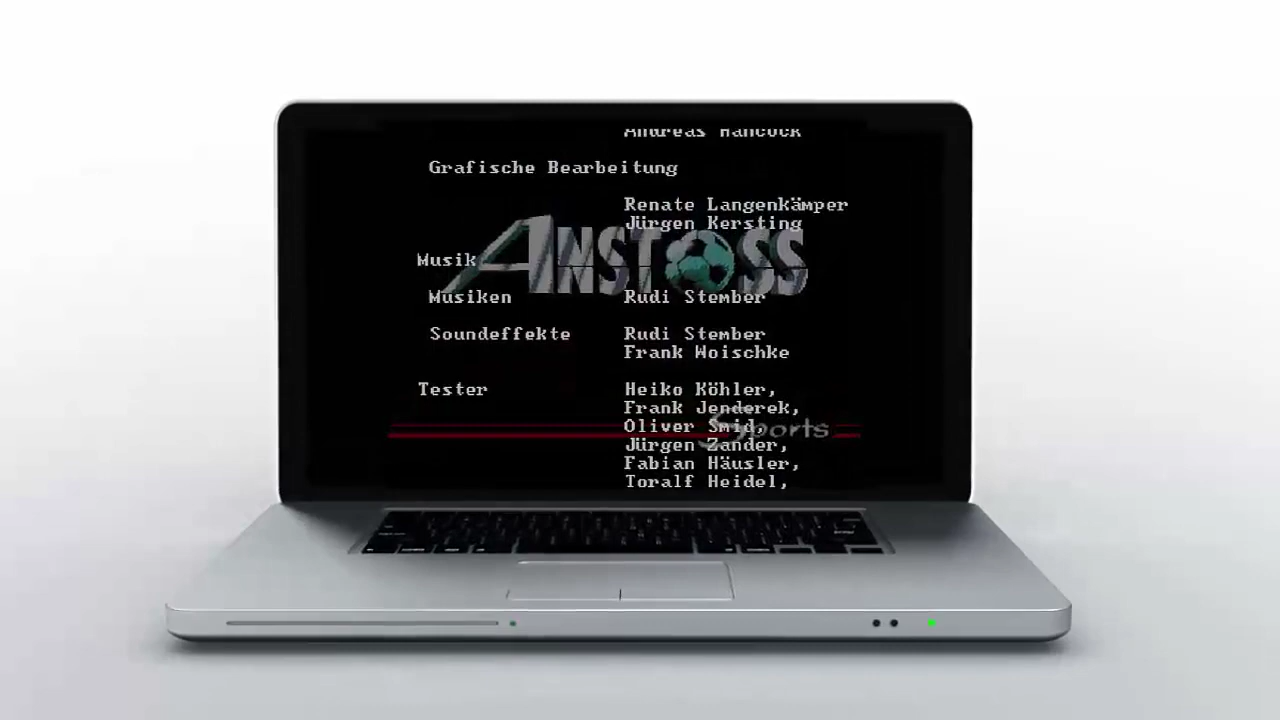 Andreas Hancock
Grafische Bearbeitung
Renate Langenkämper
Jürgen Kersting
ANSTOSS
Musik
Musiken Rudi Stember
Soundeffekte Rudi Stember
Frank Woischke
Tester Heiko Köhler,
Frank Jenderek,
Oliver Smid,
Sports
Jürgen Zander,
Fabian Häusler,
Toralf Heidel,